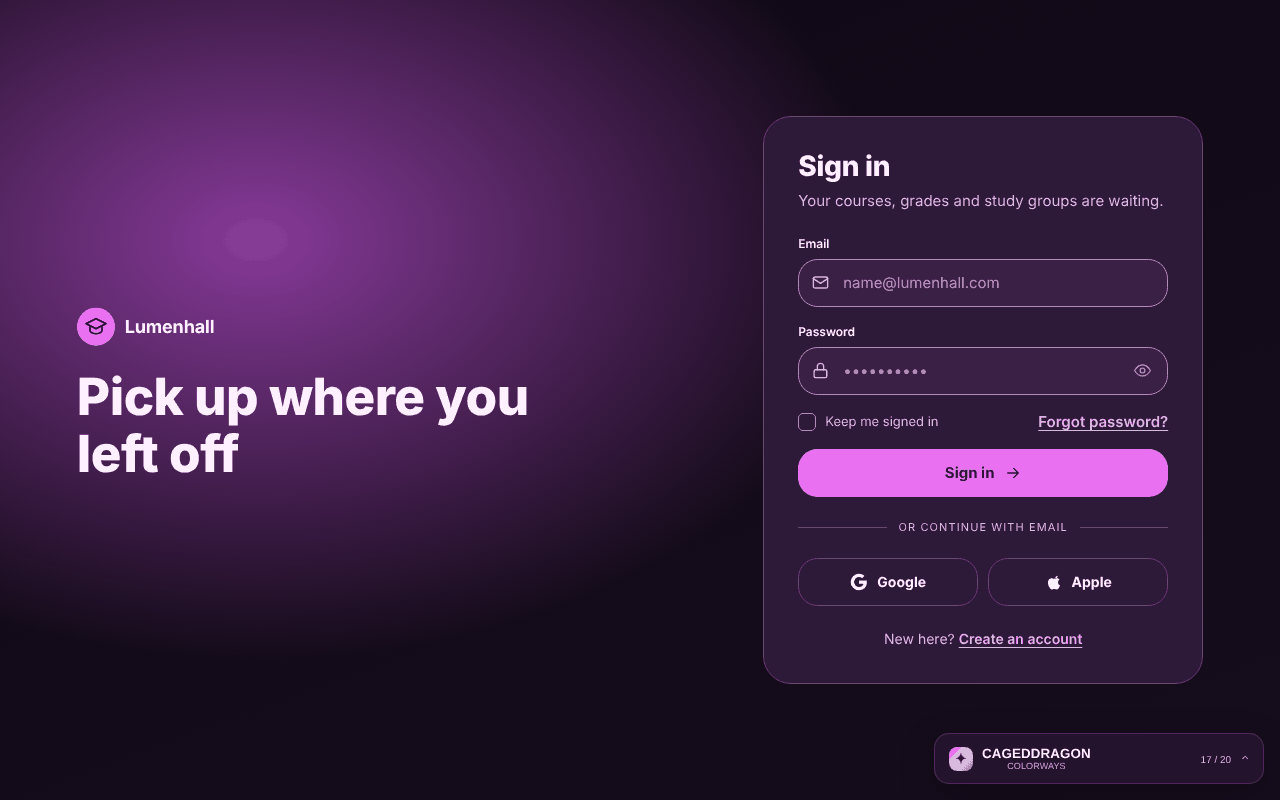 Lumenhall
Pick up where you
left off
Sign in
Your courses, grades and study groups are waiting.
Email
name@lumenhall.com
Password
Keep me signed in
Forgot password?
Sign in
OR CONTINUE WITH EMAIL
Google
Apple
New here? Create an account
CAGEDDRAGON
COLORWAYS
17 / 20